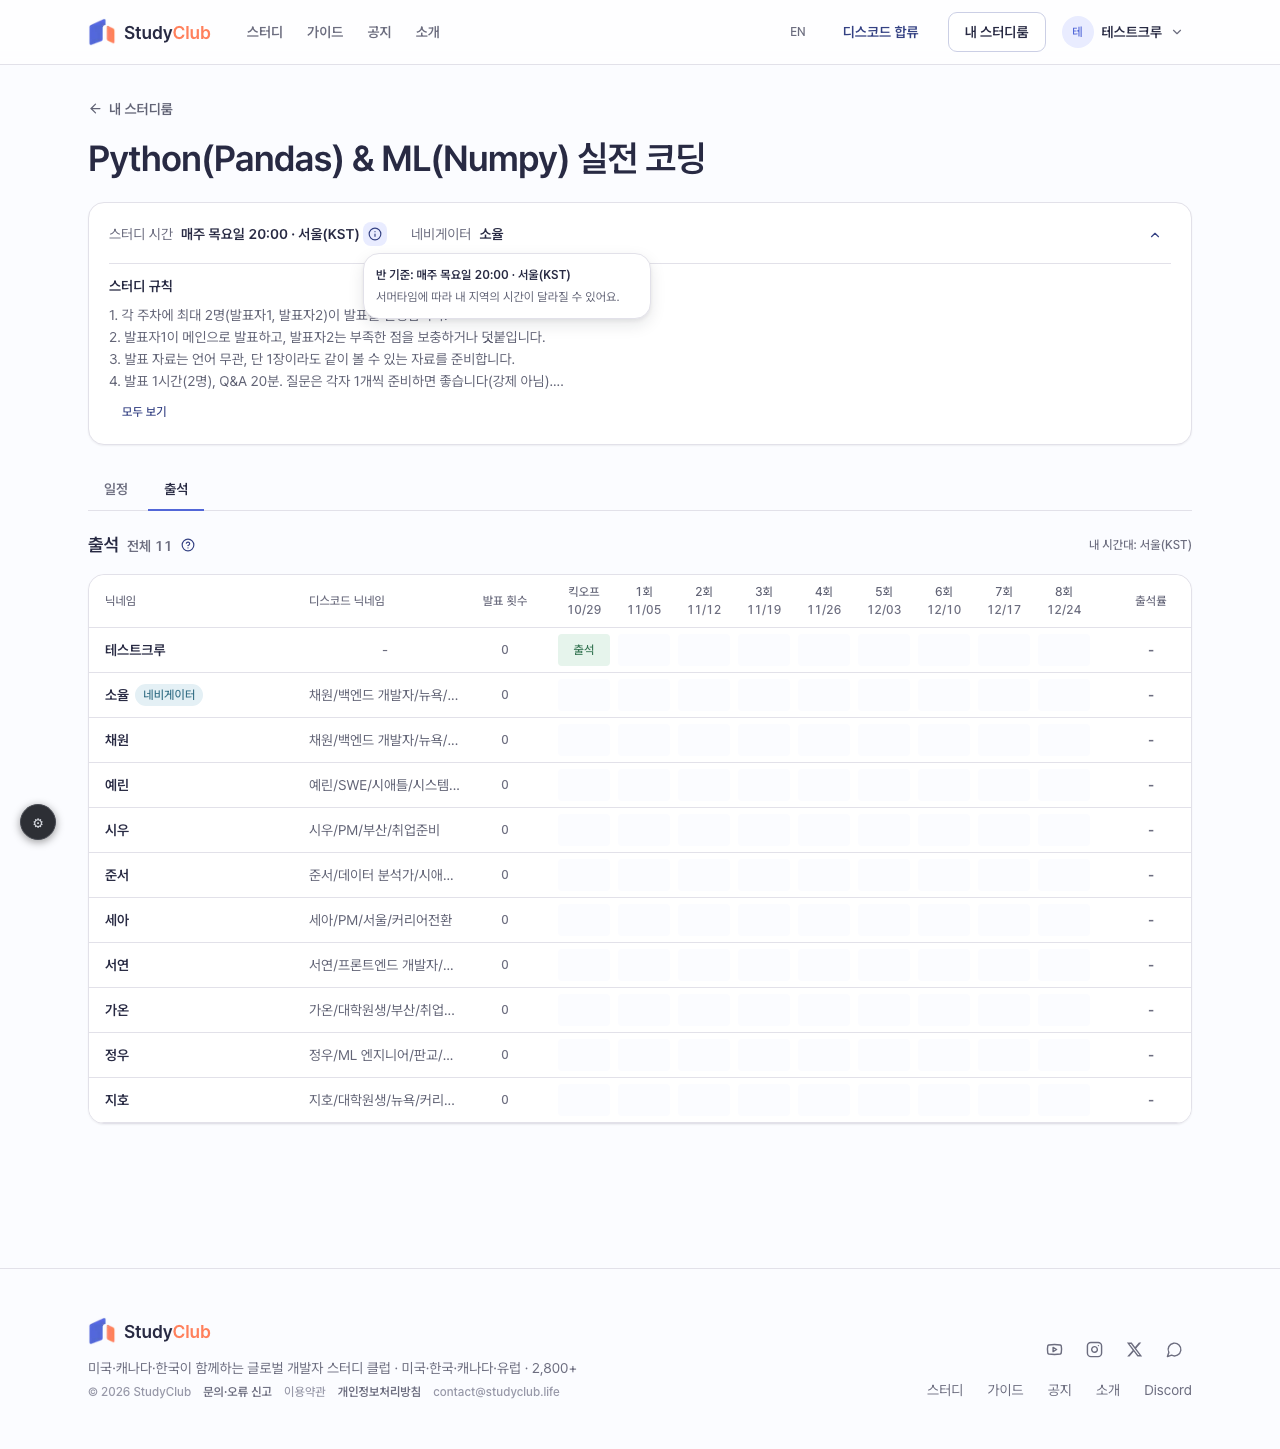 StudyClub
스터디
가이드
공지
소개
EN
디스코드 합류
내 스터디룸
테
테스트크루
내 스터디룸
Python(Pandas) & ML(Numpy) 실전 코딩
스터디 시간 매주 목요일 20:00 · 서울(KST)
네비게이터 소율
반 기준: 매주 목요일 20:00 · 서울(KST)
서머타임에 따라 내 지역의 시간이 달라질 수 있어요.
스터디 규칙
1. 각 주차에 최대 2명(발표자1, 발표자2)이 발표를
2. 발표자1이 메인으로 발표하고, 발표자2는 부족한 점을 보충하거나 덧붙입니다.
3. 발표 자료는 언어 무관, 단 1장이라도 같이 볼 수 있는 자료를 준비합니다.
4. 발표 1시간(2명), Q&A 20분. 질문은 각자 1개씩 준비하면 좋습니다(강제 아님)....
모두 보기
일정
출석
출석 전체 11
내 시간대: 서울(KST)
닉네임 디스코드 닉네임 발표 횟수 킥오프 10/29 1회 11/05 2회 11/12 3회 11/19 4회 11/26 5회 12/03 6회 12/10 7회 12/17 8회 12/24 출석률
테스트크루 - 0 출석 -
소율 네비게이터 채원/백엔드 개발자/뉴욕/... 0 -
채원 채원/백엔드 개발자/뉴욕/... 0 -
예린 예린/SWE/시애틀/시스템... 0 -
시우 시우/PM/부산/취업준비 0 -
준서 준서/데이터 분석가/시애... 0 -
세아 세아/PM/서울/커리어전환 0 -
서연 서연/프론트엔드 개발자/... 0 -
가온 가온/대학원생/부산/취업... 0 -
정우 정우/ML 엔지니어/판교/... 0 -
지호 지호/대학원생/뉴욕/커리... 0 -
StudyClub
미국·캐나다·한국이 함께하는 글로벌 개발자 스터디 클럽 · 미국·한국·캐나다·유럽 · 2,800+
© 2026 StudyClub 문의·오류 신고 이용약관 개인정보처리방침 contact@studyclub.life
스터디 가이드 공지 소개 Discord